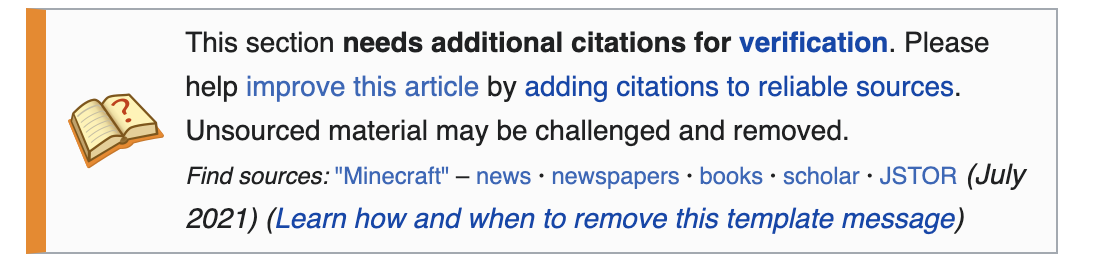 This section needs additional citations for verification. Please
help improve this article by adding citations to reliable sources.
Unsourced material may be challenged and removed.
Find sources: "Minecraft" – news · newspapers · books · scholar · JSTOR (July
2021) (Learn how and when to remove this template message)